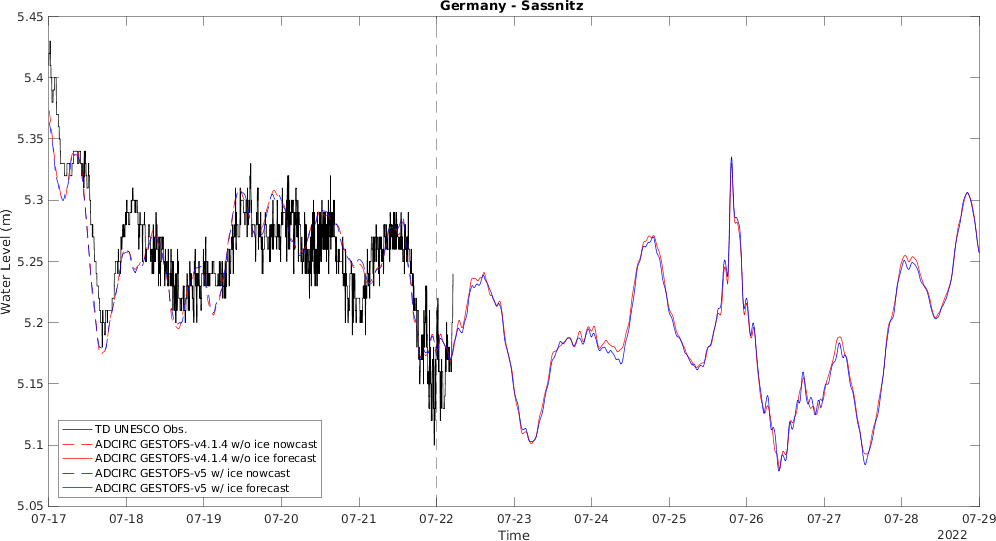 Germany - Sassnitz
5.45
5.4
5.35
5.3
5.25
5.2
5.15
5.1
5.05
Water Level (m)
TD UNESCO Obs.
ADCIRC GESTOFS-v4.1.4 w/o ice nowcast
ADCIRC GESTOFS-v4.1.4 w/o ice forecast
ADCIRC GESTOFS-v5 w/ ice nowcast
ADCIRC GESTOFS-v5 w/ ice forecast
07-17 07-18 07-19 07-20 07-21 07-22 07-23 07-24 07-25 07-26 07-27 07-28 07-29
Time
2022